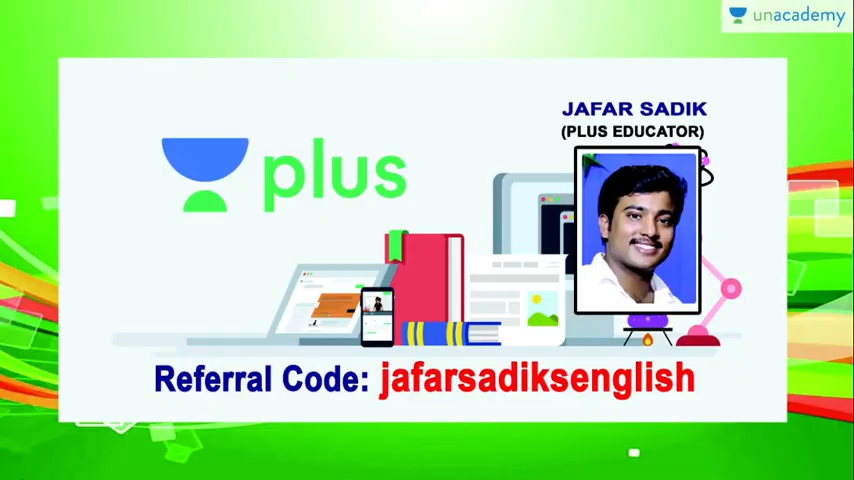 unacademy
JAFAR SADIK
(PLUS EDUCATOR)
plus
Referral Code: jafarsadiksenglish